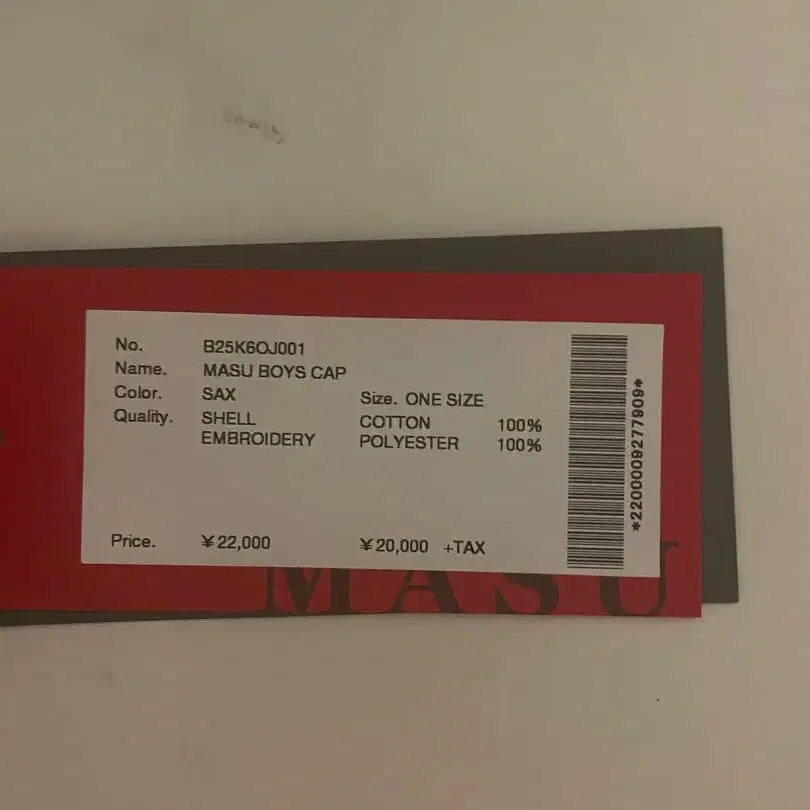 No. B25K6OJ001
Name. MASU BOYS CAP
Color. SAX Size. ONE SIZE
Quality. SHELL COTTON 100%
EMBROIDERY POLYESTER 100%
Price. ¥22,000 ¥20,000 +TAX
*2200009277909*
MASU